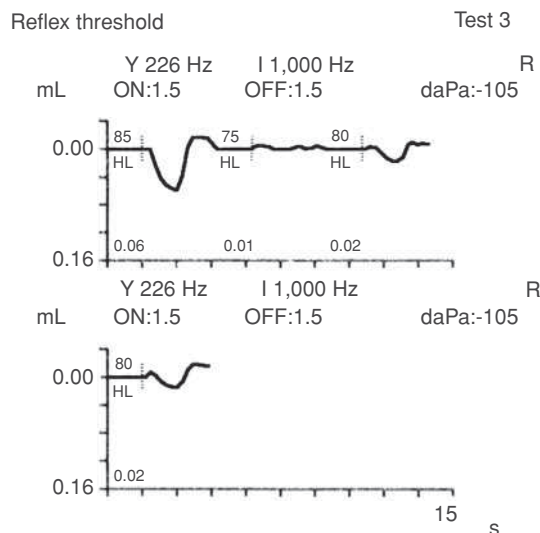 Reflex threshold Test 3
Y 226 Hz I 1,000 Hz R
mL ON:1.5 OFF:1.5 daPa:-105
85 75 80
0.00
HL HL HL
0.06 0.01 0.02
0.16
Y 226 Hz I 1,000 Hz R
mL ON:1.5 OFF:1.5 daPa:-105
80
0.00
HL
0.02
0.16
15
s